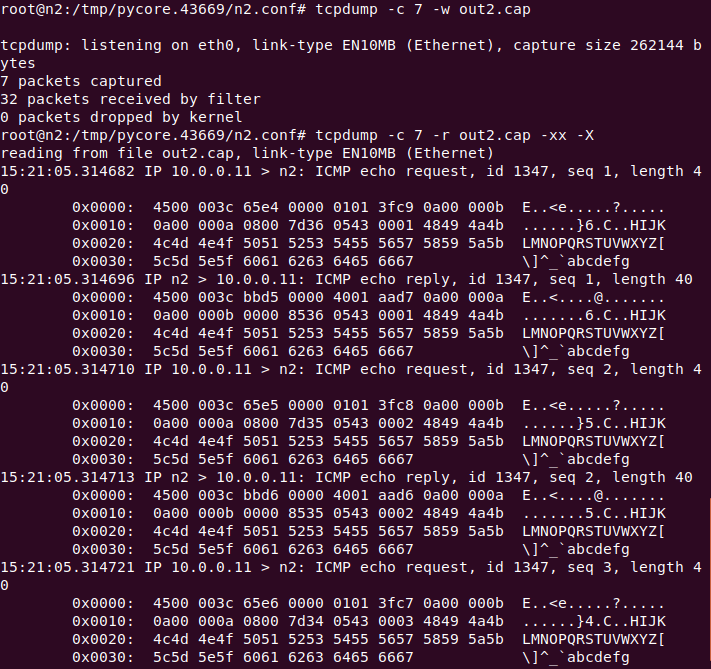 root@n2:/tmp/pycore.43669/n2.conf# tcpdump -c 7 -w out2.cap
tcpdump: listening on eth0, link-type EN10MB (Ethernet), capture size 262144 b
ytes
7 packets captured
32 packets received by filter
0 packets dropped by kernel
root@n2:/tmp/pycore.43669/n2.conf# tcpdump -c 7 -r out2.cap -xx -X
reading from file out2.cap, link-type EN10MB (Ethernet)
15:21:05.314682 IP 10.0.0.11 > n2: ICMP echo request, id 1347, seq 1, length 4
0
0x0000:  4500 003c 65e4 0000 0101 3fc9 0a00 000b  E..<e.....?.....
0x0010:  0a00 000a 0800 7d36 0543 0001 4849 4a4b  ......}6.C..HIJK
0x0020:  4c4d 4e4f 5051 5253 5455 5657 5859 5a5b  LMNOPQRSTUVWXYZ[
0x0030:  5c5d 5e5f 6061 6263 6465 6667            \]^_`abcdefg
15:21:05.314696 IP n2 > 10.0.0.11: ICMP echo reply, id 1347, seq 1, length 40
0x0000:  4500 003c bbd5 0000 4001 aad7 0a00 000a  E..<....@.......
0x0010:  0a00 000b 0000 8536 0543 0001 4849 4a4b  .......6.C..HIJK
0x0020:  4c4d 4e4f 5051 5253 5455 5657 5859 5a5b  LMNOPQRSTUVWXYZ[
0x0030:  5c5d 5e5f 6061 6263 6465 6667            \]^_`abcdefg
15:21:05.314710 IP 10.0.0.11 > n2: ICMP echo request, id 1347, seq 2, length 4
0
0x0000:  4500 003c 65e5 0000 0101 3fc8 0a00 000b  E..<e.....?.....
0x0010:  0a00 000a 0800 7d35 0543 0002 4849 4a4b  ......}5.C..HIJK
0x0020:  4c4d 4e4f 5051 5253 5455 5657 5859 5a5b  LMNOPQRSTUVWXYZ[
0x0030:  5c5d 5e5f 6061 6263 6465 6667            \]^_`abcdefg
15:21:05.314713 IP n2 > 10.0.0.11: ICMP echo reply, id 1347, seq 2, length 40
0x0000:  4500 003c bbd6 0000 4001 aad6 0a00 000a  E..<....@.......
0x0010:  0a00 000b 0000 8535 0543 0002 4849 4a4b  .......5.C..HIJK
0x0020:  4c4d 4e4f 5051 5253 5455 5657 5859 5a5b  LMNOPQRSTUVWXYZ[
0x0030:  5c5d 5e5f 6061 6263 6465 6667            \]^_`abcdefg
15:21:05.314721 IP 10.0.0.11 > n2: ICMP echo request, id 1347, seq 3, length 4
0
0x0000:  4500 003c 65e6 0000 0101 3fc7 0a00 000b  E..<e.....?.....
0x0010:  0a00 000a 0800 7d34 0543 0003 4849 4a4b  ......}4.C..HIJK
0x0020:  4c4d 4e4f 5051 5253 5455 5657 5859 5a5b  LMNOPQRSTUVWXYZ[
0x0030:  5c5d 5e5f 6061 6263 6465 6667            \]^_`abcdefg